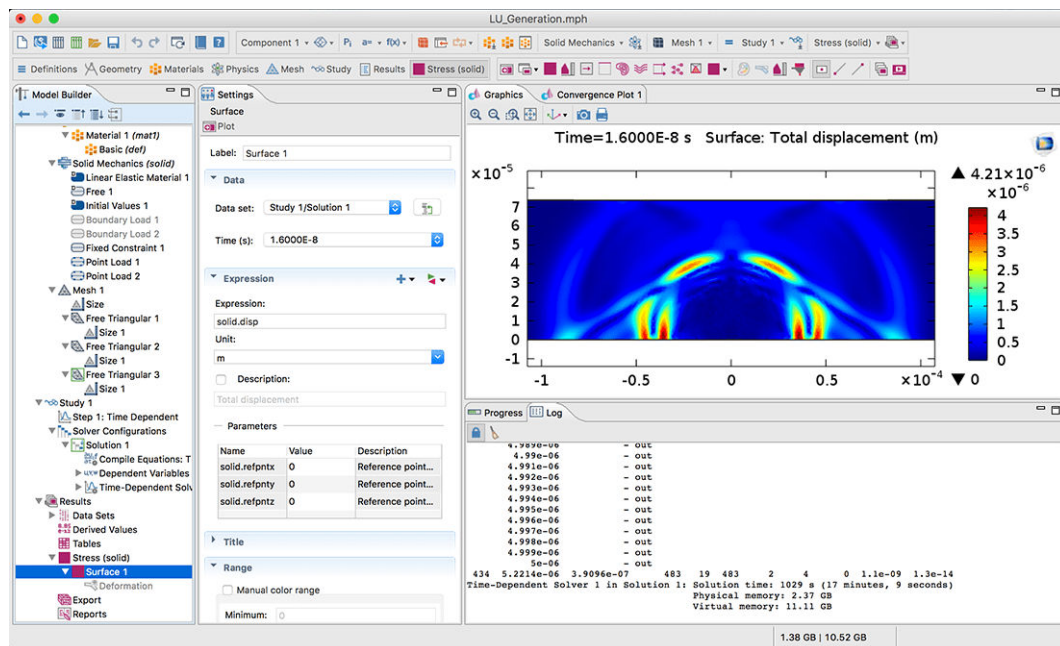 LU_Generation.mph
Component 1
Pi
a=
f(x)
Solid Mechanics
Mesh 1
Study 1
Stress (solid)
Definitions
Geometry
Materials
Physics
Mesh
Study
Results
Stress (solid)
Model Builder
Material 1 (mat1)
Basic (def)
Solid Mechanics (solid)
Linear Elastic Material 1
Free 1
Initial Values 1
Boundary Load 1
Boundary Load 2
Fixed Constraint 1
Point Load 1
Point Load 2
Mesh 1
Size
Free Triangular 1
Size 1
Free Triangular 2
Size 1
Free Triangular 3
Size 1
Study 1
Step 1: Time Dependent
Solver Configurations
Solution 1
Compile Equations: T
Dependent Variables
Time-Dependent Solv
Results
Data Sets
Derived Values
Tables
Stress (solid)
Surface 1
Deformation
Export
Reports
Settings
Surface
Plot
Label: Surface 1
Data
Data set: Study 1/Solution 1
Time (s): 1.6000E-8
Expression
Expression:
solid.disp
Unit:
m
Description:
Total displacement
Parameters
Name Value Description
solid.refpntx 0 Reference point...
solid.refpnty 0 Reference point...
solid.refpntz 0 Reference point...
Title
Range
Manual color range
Minimum: 0
Graphics
Convergence Plot 1
Time=1.6000E-8 s Surface: Total displacement (m)
×10⁻⁵
7
6
5
4
3
2
1
0
-1
-1 -0.5 0 0.5 ×10⁻⁴
▲ 4.21×10⁻⁶
×10⁻⁶
4
3.5
3
2.5
2
1.5
1
0.5
0
▼ 0
Progress
Log
4.989e-06 - out
4.99e-06 - out
4.991e-06 - out
4.992e-06 - out
4.993e-06 - out
4.994e-06 - out
4.995e-06 - out
4.996e-06 - out
4.997e-06 - out
4.998e-06 - out
4.999e-06 - out
5e-06 - out
434 5.2214e-06 3.9096e-07 483 19 483 2 4 0 1.1e-09 1.3e-14
Time-Dependent Solver 1 in Solution 1: Solution time: 1029 s (17 minutes, 9 seconds)
Physical memory: 2.37 GB
Virtual memory: 11.11 GB
1.38 GB | 10.52 GB